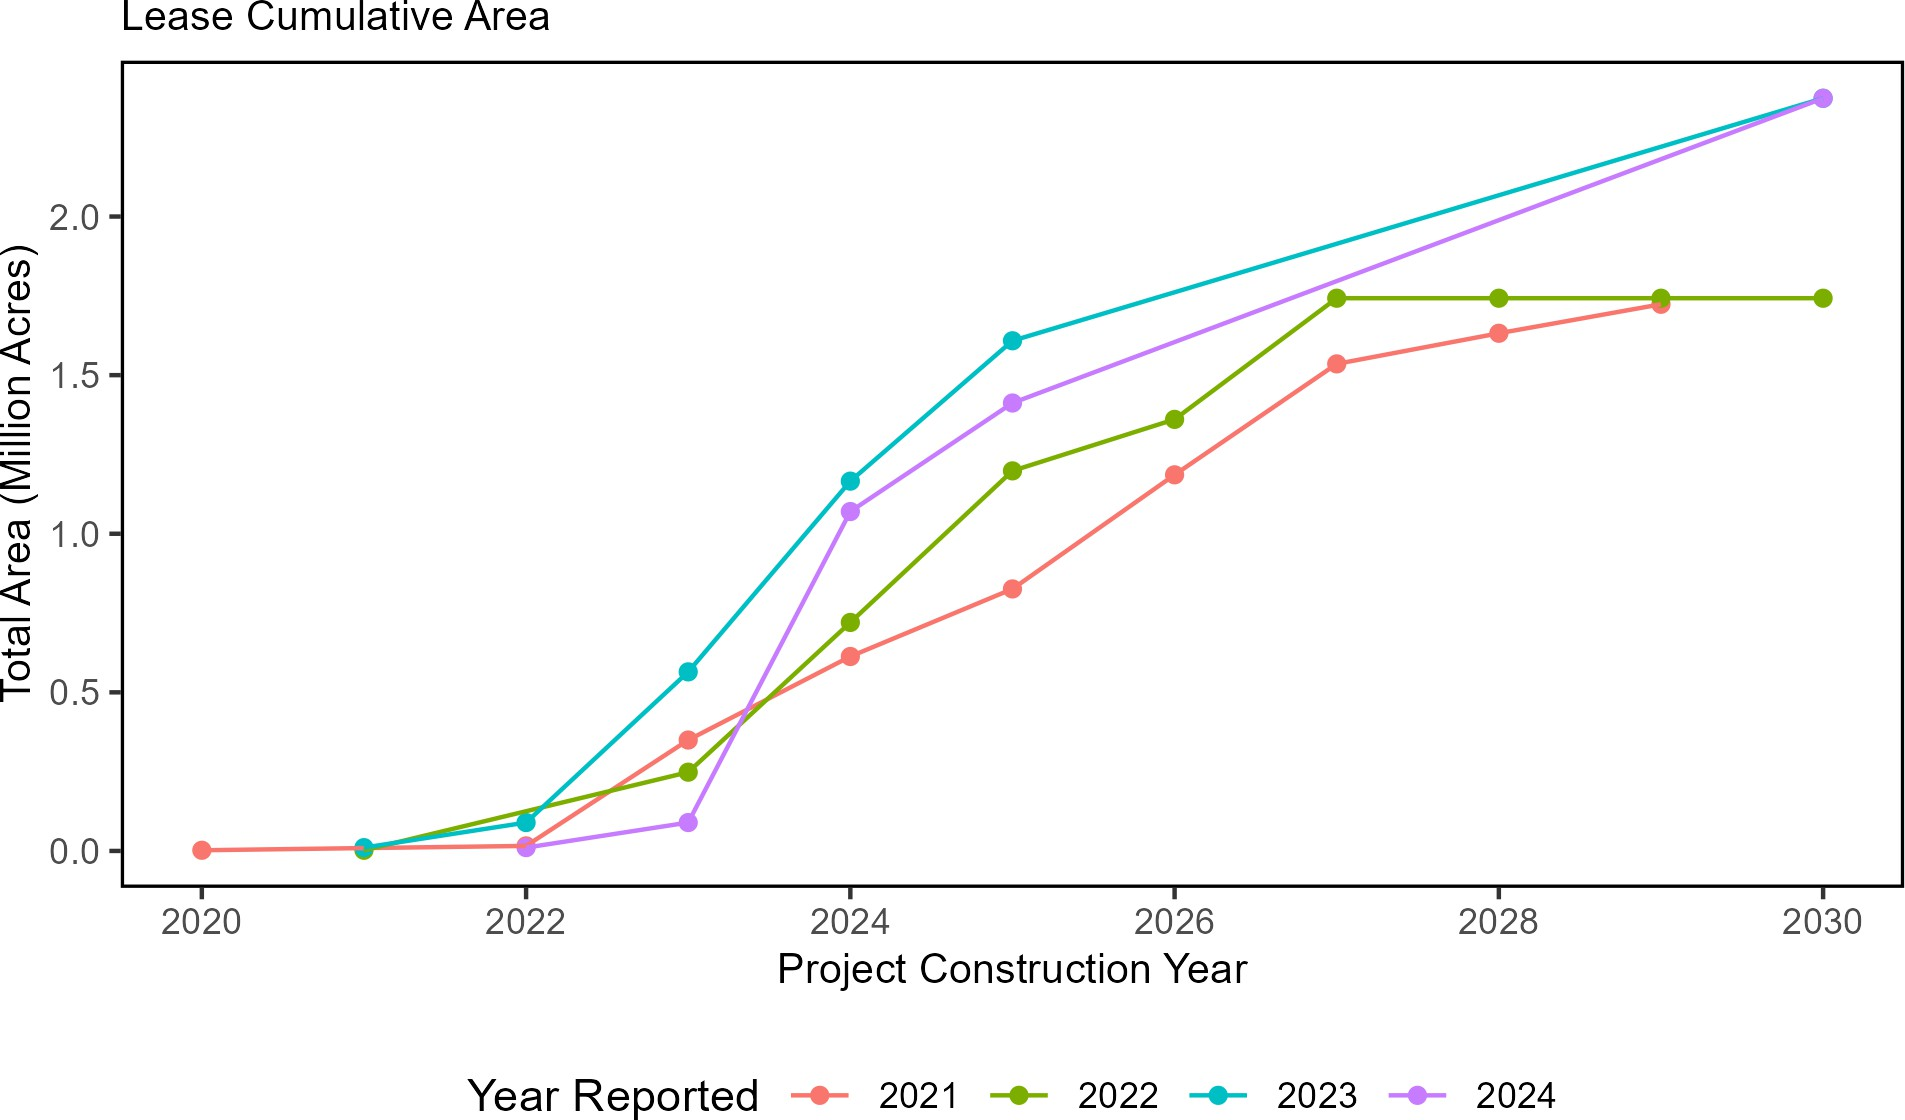 Lease Cumulative Area
Total Area (Million Acres)
2.0
1.5
1.0
0.5
0.0
2020 2022 2024 2026 2028 2030
Project Construction Year
Year Reported 2021 2022 2023 2024